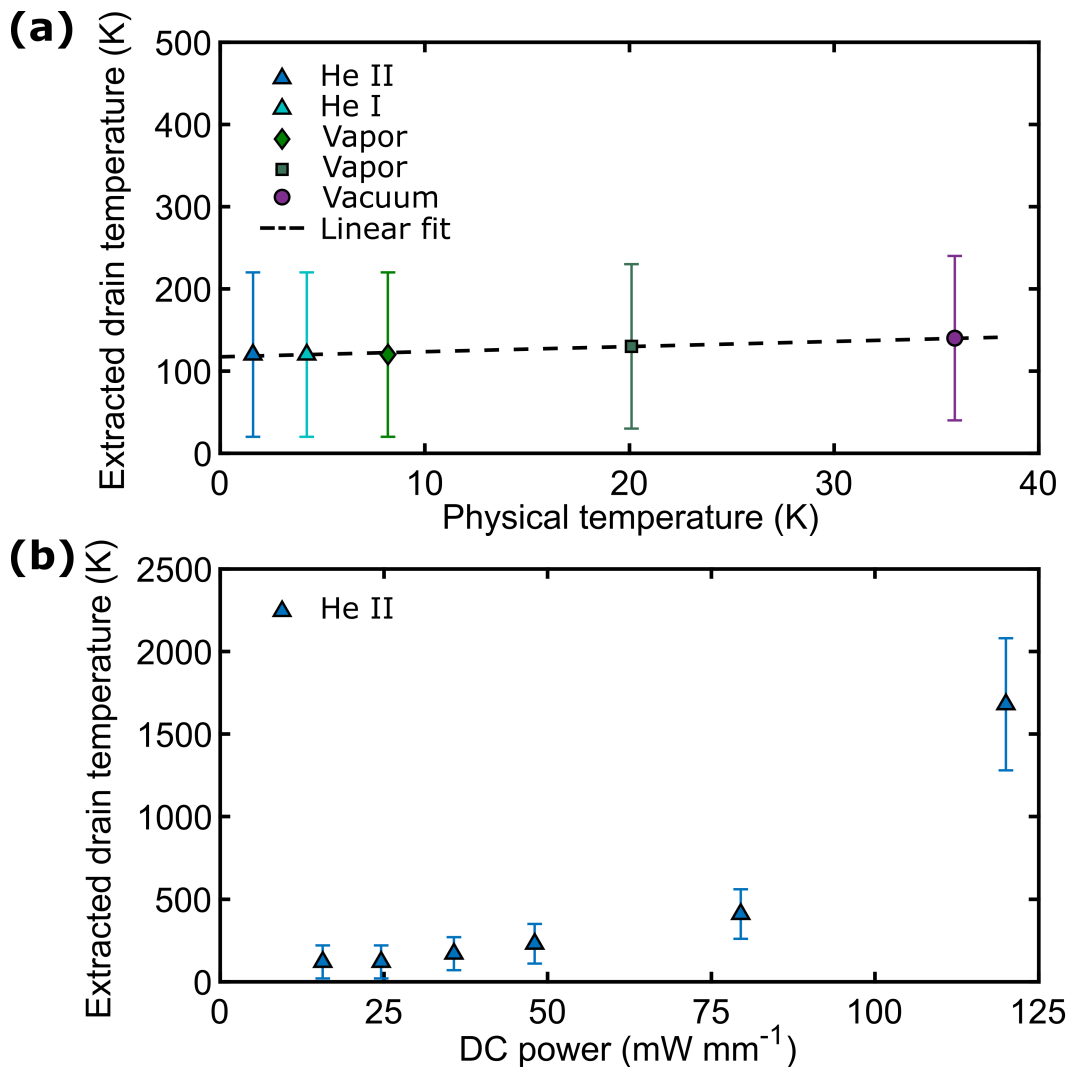 (a)
Extracted drain temperature (K)
500
400
300
200
100
0
He II
He I
Vapor
Vapor
Vacuum
Linear fit
0 10 20 30 40
Physical temperature (K)
(b)
Extracted drain temperature (K)
2500
2000
1500
1000
500
0
He II
0 25 50 75 100 125
DC power (mW mm⁻¹)